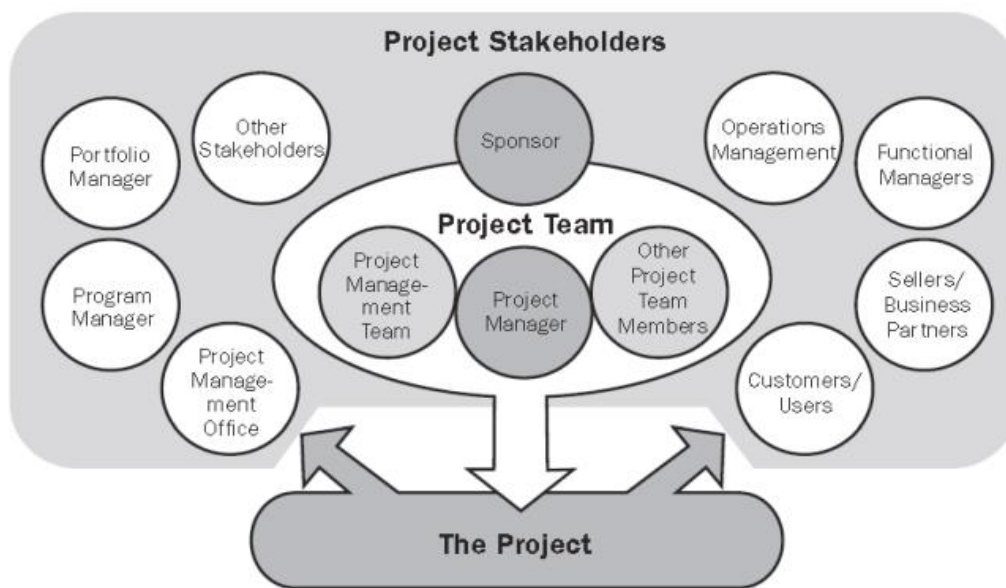 Project Stakeholders
Portfolio
Manager
Other
Stakeholders
Sponsor
Operations
Management
Functional
Managers
Project Team
Program
Manager
Project
Manage-
ment
Team
Project
Manager
Other
Project
Team
Members
Sellers/
Business
Partners
Project
Manage-
ment
Office
Customers/
Users
The Project